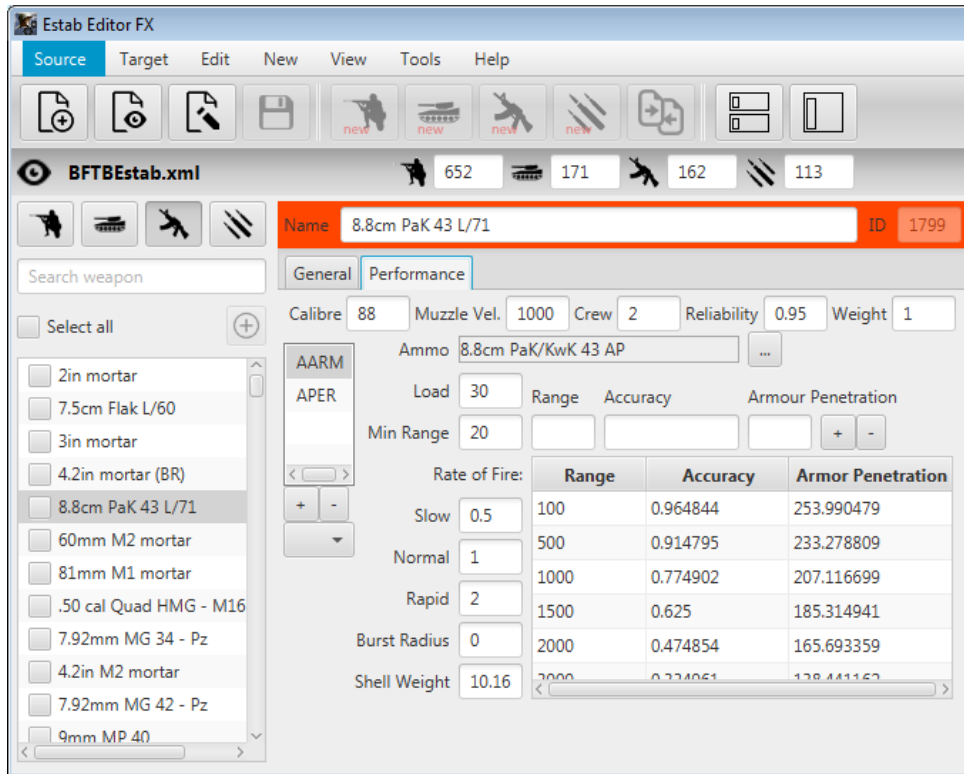 Estab Editor FX
Source Target Edit New View Tools Help
new new new new
BFTBEstab.xml 652 171 162 113
Name 8.8cm PaK 43 L/71 ID 1799
Search weapon
Select all
2in mortar
7.5cm Flak L/60
3in mortar
4.2in mortar (BR)
8.8cm PaK 43 L/71
60mm M2 mortar
81mm M1 mortar
.50 cal Quad HMG - M16
7.92mm MG 34 - Pz
4.2in M2 mortar
7.92mm MG 42 - Pz
9mm MP 40
General Performance
Calibre 88 Muzzle Vel. 1000 Crew 2 Reliability 0.95 Weight 1
AARM
APER
+ -
Ammo 8.8cm PaK/KwK 43 AP ...
Load 30
Min Range 20
Rate of Fire:
Slow 0.5
Normal 1
Rapid 2
Burst Radius 0
Shell Weight 10.16
Range Accuracy Armour Penetration
+ -
Range Accuracy Armor Penetration
100 0.964844 253.990479
500 0.914795 233.278809
1000 0.774902 207.116699
1500 0.625 185.314941
2000 0.474854 165.693359